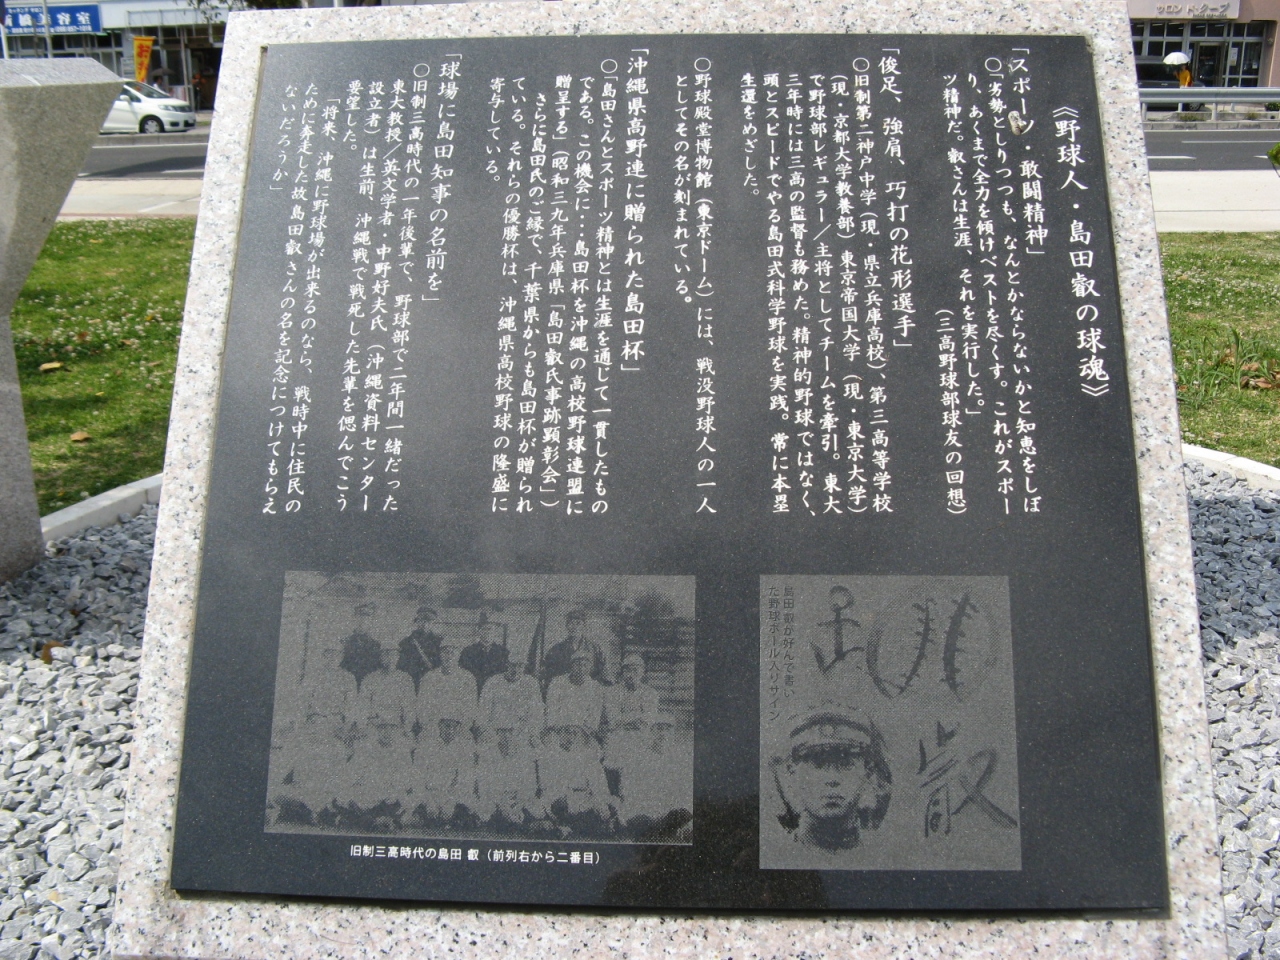 《野球人・島田叡の球魂》
「スポーツ・敢闘精神」
○「劣勢としりつつも、なんとかならないかと知恵をしぼ
り、あくまで全力を傾けベストを尽くす。これがスポー
ツ精神だ。叡さんは生涯、それを実行した。」
(三高野球部球友の回想)
「俊足、強肩、巧打の花形選手」
○旧制第二神戸中学(現・県立兵庫高校)、第三高等学校
(現・京都大学教養部)東京帝国大学(現・東京大学)
で野球部レギュラー/主将としてチームを牽引。東大
三年時には三高の監督も務めた。精神的野球ではなく、
頭とスピードでやる島田式科学野球を実践。常に本塁
生還をめざした。
○野球殿堂博物館(東京ドーム)には、戦没野球人の一人
としてその名が刻まれている。
「沖縄県高野連に贈られた島田杯」
○「島田さんとスポーツ精神とは生涯を通じて一貫したもの
である。この機会に・・島田杯を沖縄の高校野球連盟に
贈呈する」(昭和三九年兵庫県「島田叡氏事跡顕彰会」)
さらに島田氏のご縁で、千葉県からも島田杯が贈られ
ている。それらの優勝杯は、沖縄県高校野球の隆盛に
寄与している。
「球場に島田知事の名前を」
○旧制三高時代の一年後輩で、野球部で二年間一緒だった
東大教授/英文学者・中野好夫氏(沖縄資料センター
設立者)は生前、沖縄戦で戦死した先輩を偲んでこう
要望した。
「将来、沖縄に野球場が出来るのなら、戦時中に住民の
ために奔走した故島田叡さんの名を記念につけてもらえ
ないだろうか」
島田 叡が好んで書い
た野球ボール入りサイン
叡
旧制三高時代の島田 叡(前列右から二番目)